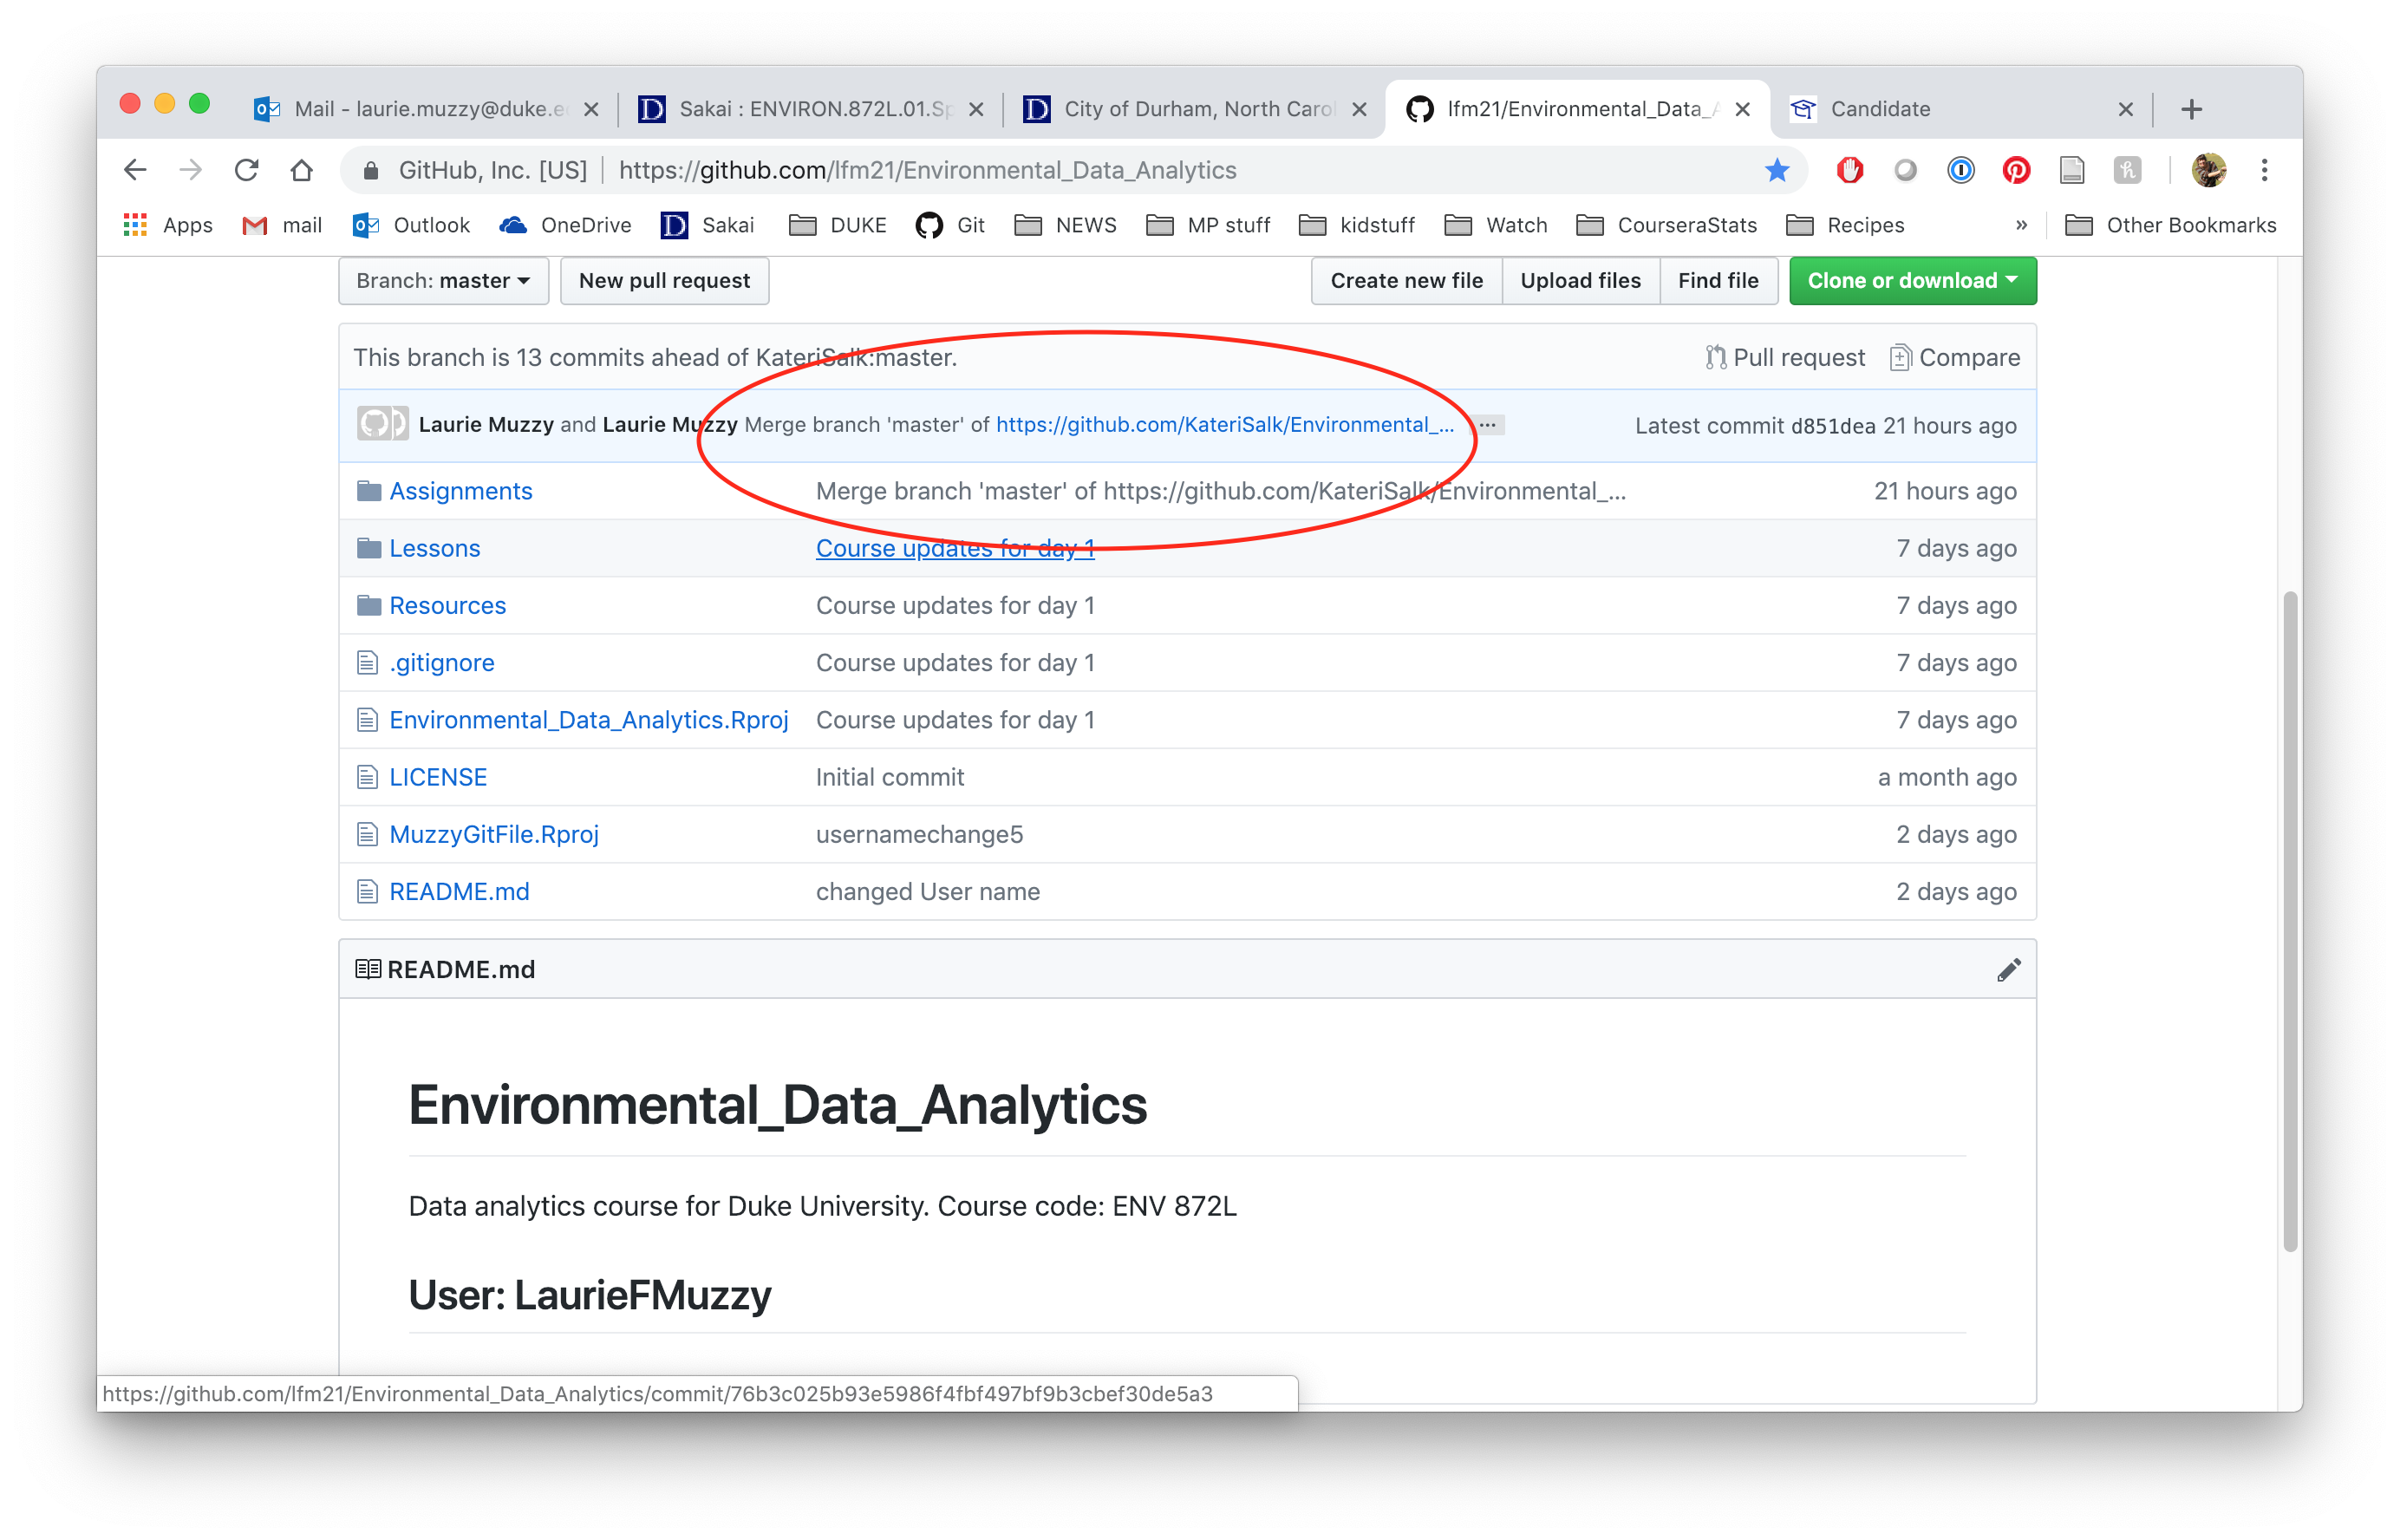 Mail - laurie.muzzy@duke.e
Sakai : ENVIRON.872L.01.Sp
City of Durham, North Caro
lfm21/Environmental_Data_A
Candidate
GitHub, Inc. [US] https://github.com/lfm21/Environmental_Data_Analytics
Apps mail Outlook OneDrive Sakai DUKE Git NEWS MP stuff kidstuff Watch CourseraStats Recipes » Other Bookmarks
Branch: master New pull request Create new file Upload files Find file Clone or download
This branch is 13 commits ahead of KateriSalk:master. Pull request Compare
Laurie Muzzy and Laurie Muzzy Merge branch 'master' of https://github.com/KateriSalk/Environmental_... ... Latest commit d851dea 21 hours ago
Assignments Merge branch 'master' of https://github.com/KateriSalk/Environmental_... 21 hours ago
Lessons Course updates for day 1 7 days ago
Resources Course updates for day 1 7 days ago
.gitignore Course updates for day 1 7 days ago
Environmental_Data_Analytics.Rproj Course updates for day 1 7 days ago
LICENSE Initial commit a month ago
MuzzyGitFile.Rproj usernamechange5 2 days ago
README.md changed User name 2 days ago
README.md
Environmental_Data_Analytics
Data analytics course for Duke University. Course code: ENV 872L
User: LaurieFMuzzy
https://github.com/lfm21/Environmental_Data_Analytics/commit/76b3c025b93e5986f4fbf497bf9b3cbef30de5a3